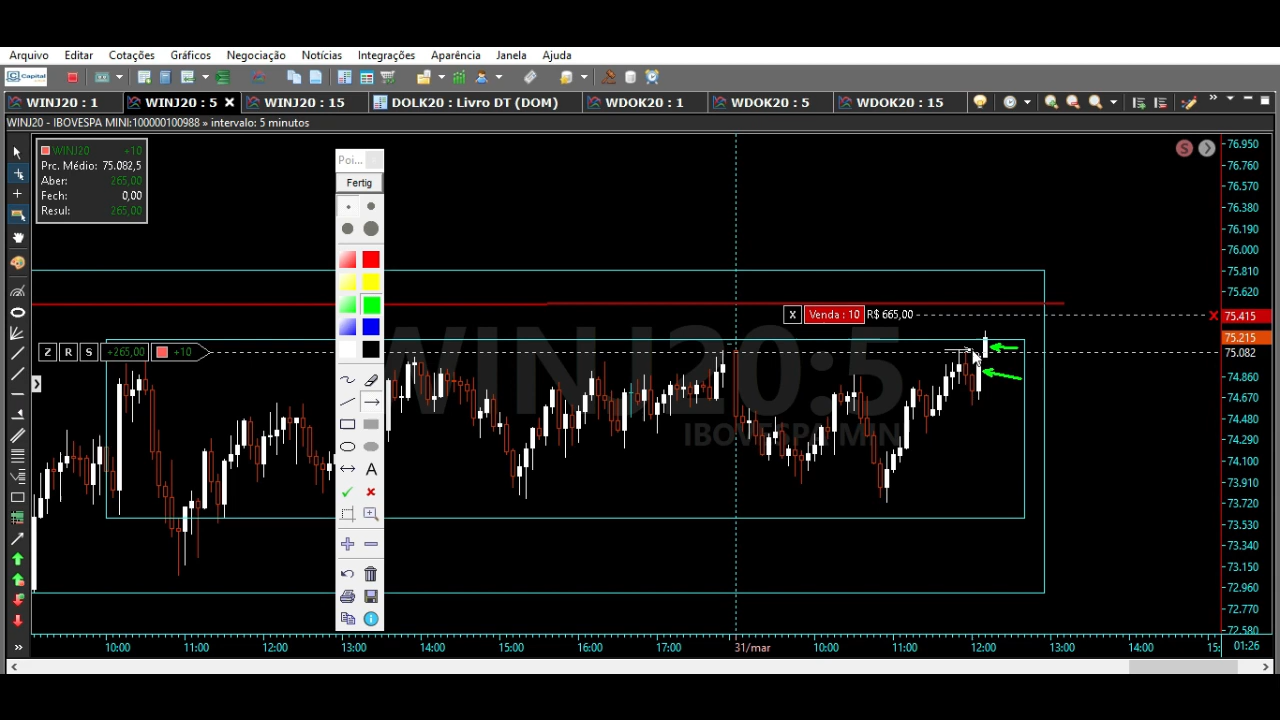 Arquivo Editar Cotações Gráficos Negociação Notícias Integrações Aparência Janela Ajuda
Capital
WINJ20 : 1 WINJ20 : 5 WINJ20 : 15 DOLK20 : Livro DT (DOM) WDOK20 : 1 WDOK20 : 5 WDOK20 : 15
WINJ20 - IBOVESPA MINI:100000100988 » intervalo: 5 minutos
WINJ20 +10
Prc. Médio: 75.082,5
Aber: 265,00
Fech: 0,00
Resul: 265,00
Poi...
Fertig
A
S
X Venda : 10 R$ 665,00
Z R S +265,00 +10
WINJ20:5
IBOVESPA MINI
76.950
76.760
76.570
76.380
76.190
76.000
75.810
75.620
75.415
75.215
75.082
74.860
74.670
74.480
74.290
74.100
73.910
73.720
73.530
73.340
73.150
72.960
72.770
72.580
10:00 11:00 12:00 13:00 14:00 15:00 16:00 17:00 31/mar 10:00 11:00 12:00 13:00 14:00 15: 01:26